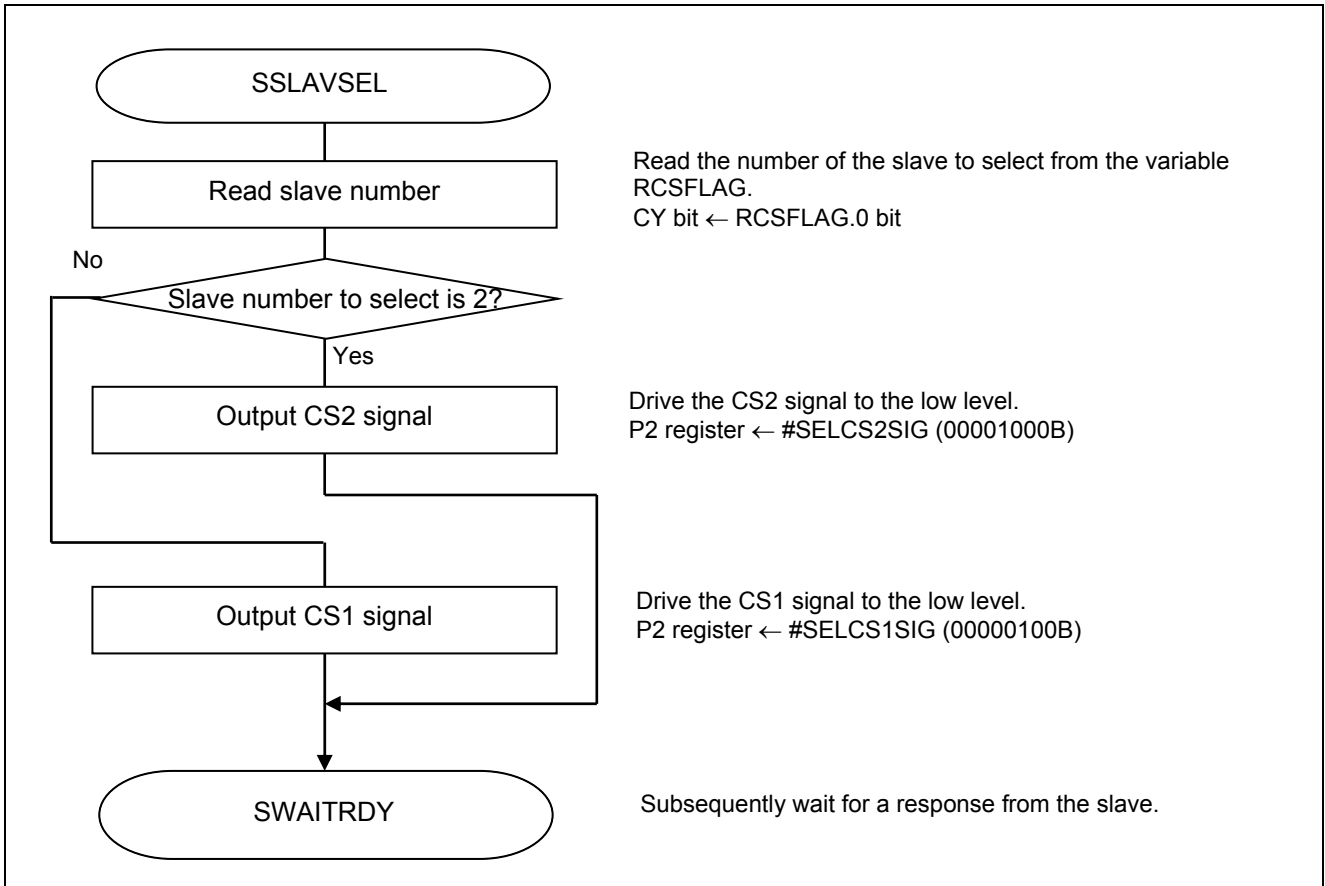 SSLAVSEL
Read slave number
Read the number of the slave to select from the variable
RCSFLAG.
CY bit ← RCSFLAG.0 bit
No
Slave number to select is 2?
Yes
Output CS2 signal
Drive the CS2 signal to the low level.
P2 register ← #SELCS2SIG (00001000B)
Output CS1 signal
Drive the CS1 signal to the low level.
P2 register ← #SELCS1SIG (00000100B)
SWAITRDY
Subsequently wait for a response from the slave.